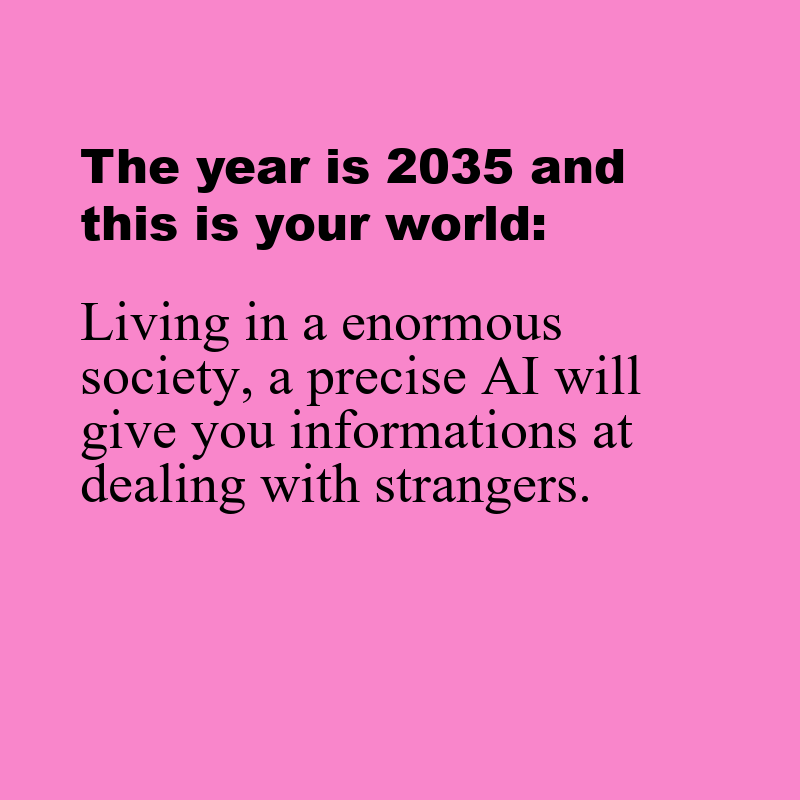 The year is 2035 and
this is your world:
Living in a enormous
society, a precise AI will
give you informations at
dealing with strangers.